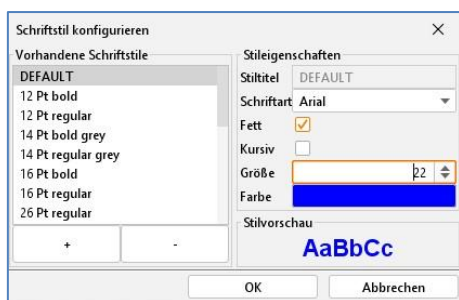 Schriftstil konfigurieren
Vorhandene Schriftstile
DEFAULT
12 Pt bold
12 Pt regular
14 Pt bold grey
14 Pt regular grey
16 Pt bold
16 Pt regular
26 Pt regular
+ -
Stileigenschaften
Stiltitel DEFAULT
Schriftart Arial
Fett
Kursiv
Größe 22
Farbe
Stilvorschau
AaBbCc
OK Abbrechen